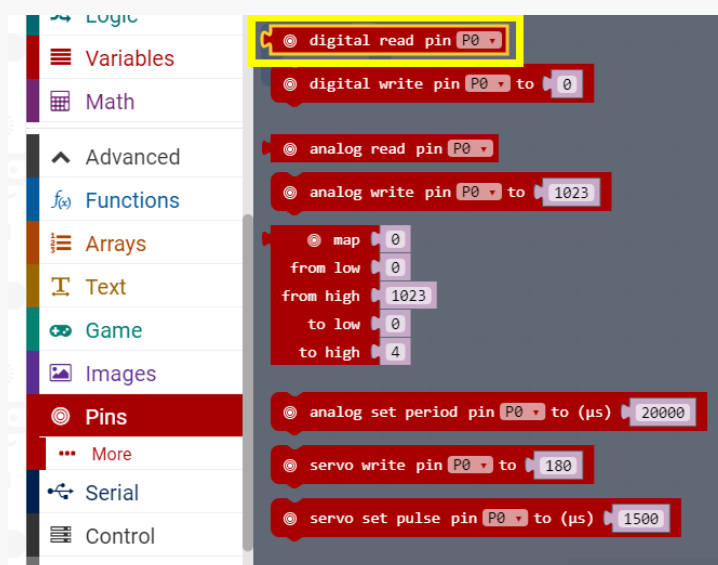 Logic
Variables
Math
Advanced
f(x) Functions
Arrays
Text
Game
Images
Pins
More
Serial
Control
digital read pin P0
digital write pin P0 to 0
analog read pin P0
analog write pin P0 to 1023
map 0
from low 0
from high 1023
to low 0
to high 4
analog set period pin P0 to (µs) 20000
servo write pin P0 to 180
servo set pulse pin P0 to (µs) 1500